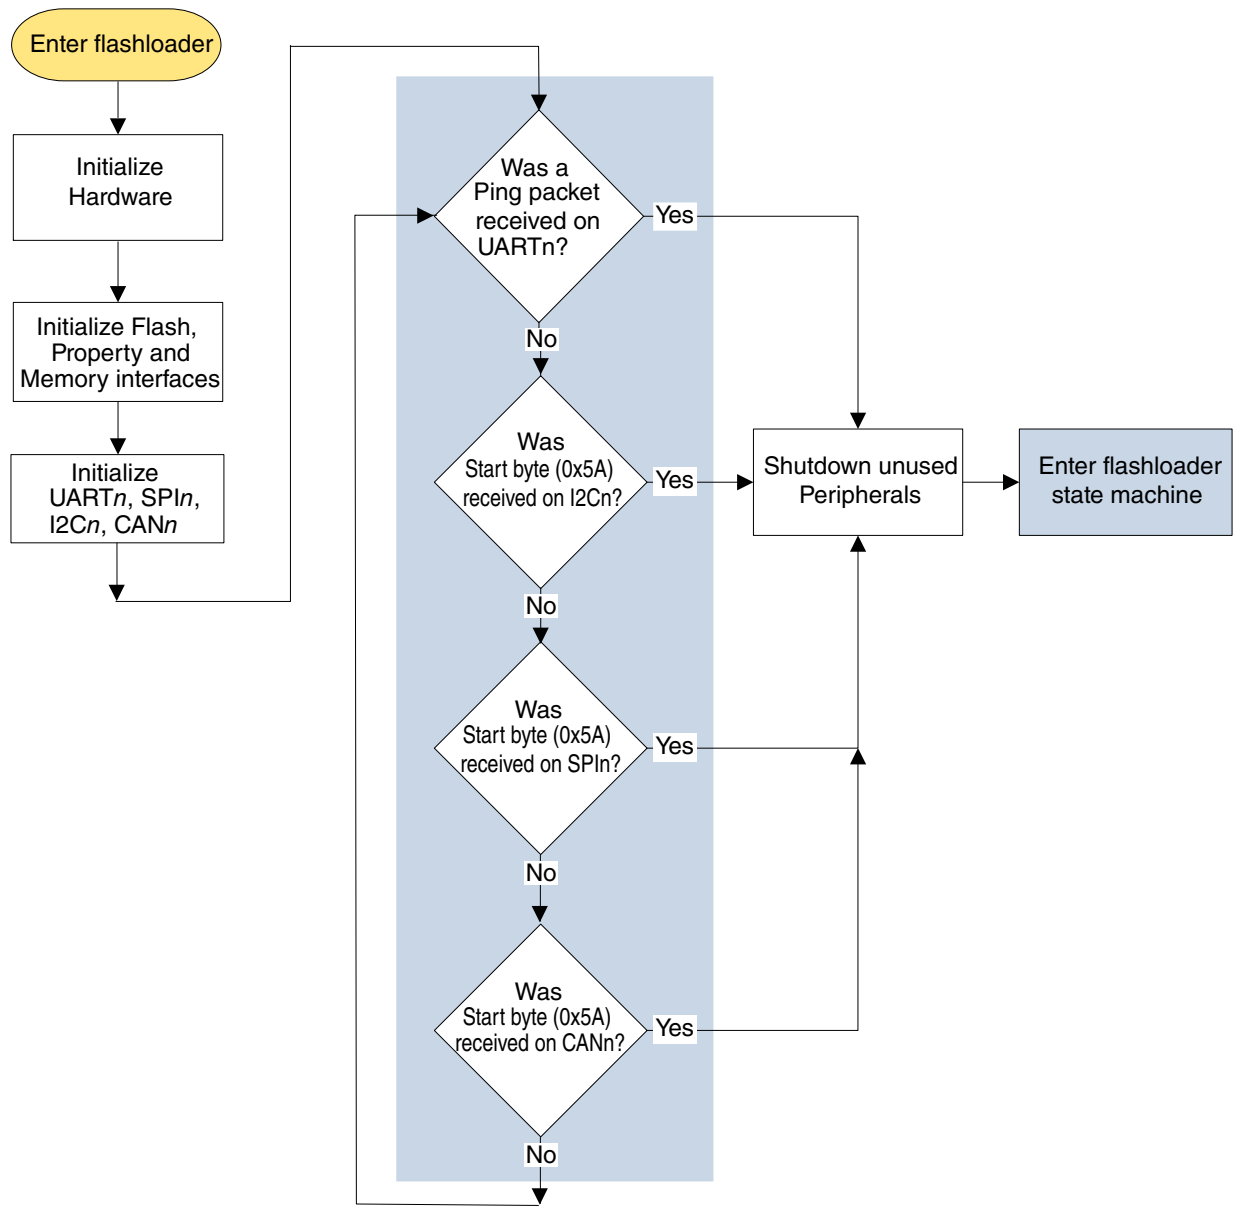 Enter flashloader
Initialize
Hardware
Initialize Flash,
Property and
Memory interfaces
Initialize
UARTn, SPIn,
I2Cn, CANn
Was a
Ping packet
received on
UARTn?
Yes
No
Was
Start byte (0x5A)
received on I2Cn?
Yes
No
Was
Start byte (0x5A)
received on SPIn?
Yes
No
Was
Start byte (0x5A)
received on CANn?
Yes
No
Shutdown unused
Peripherals
Enter flashloader
state machine